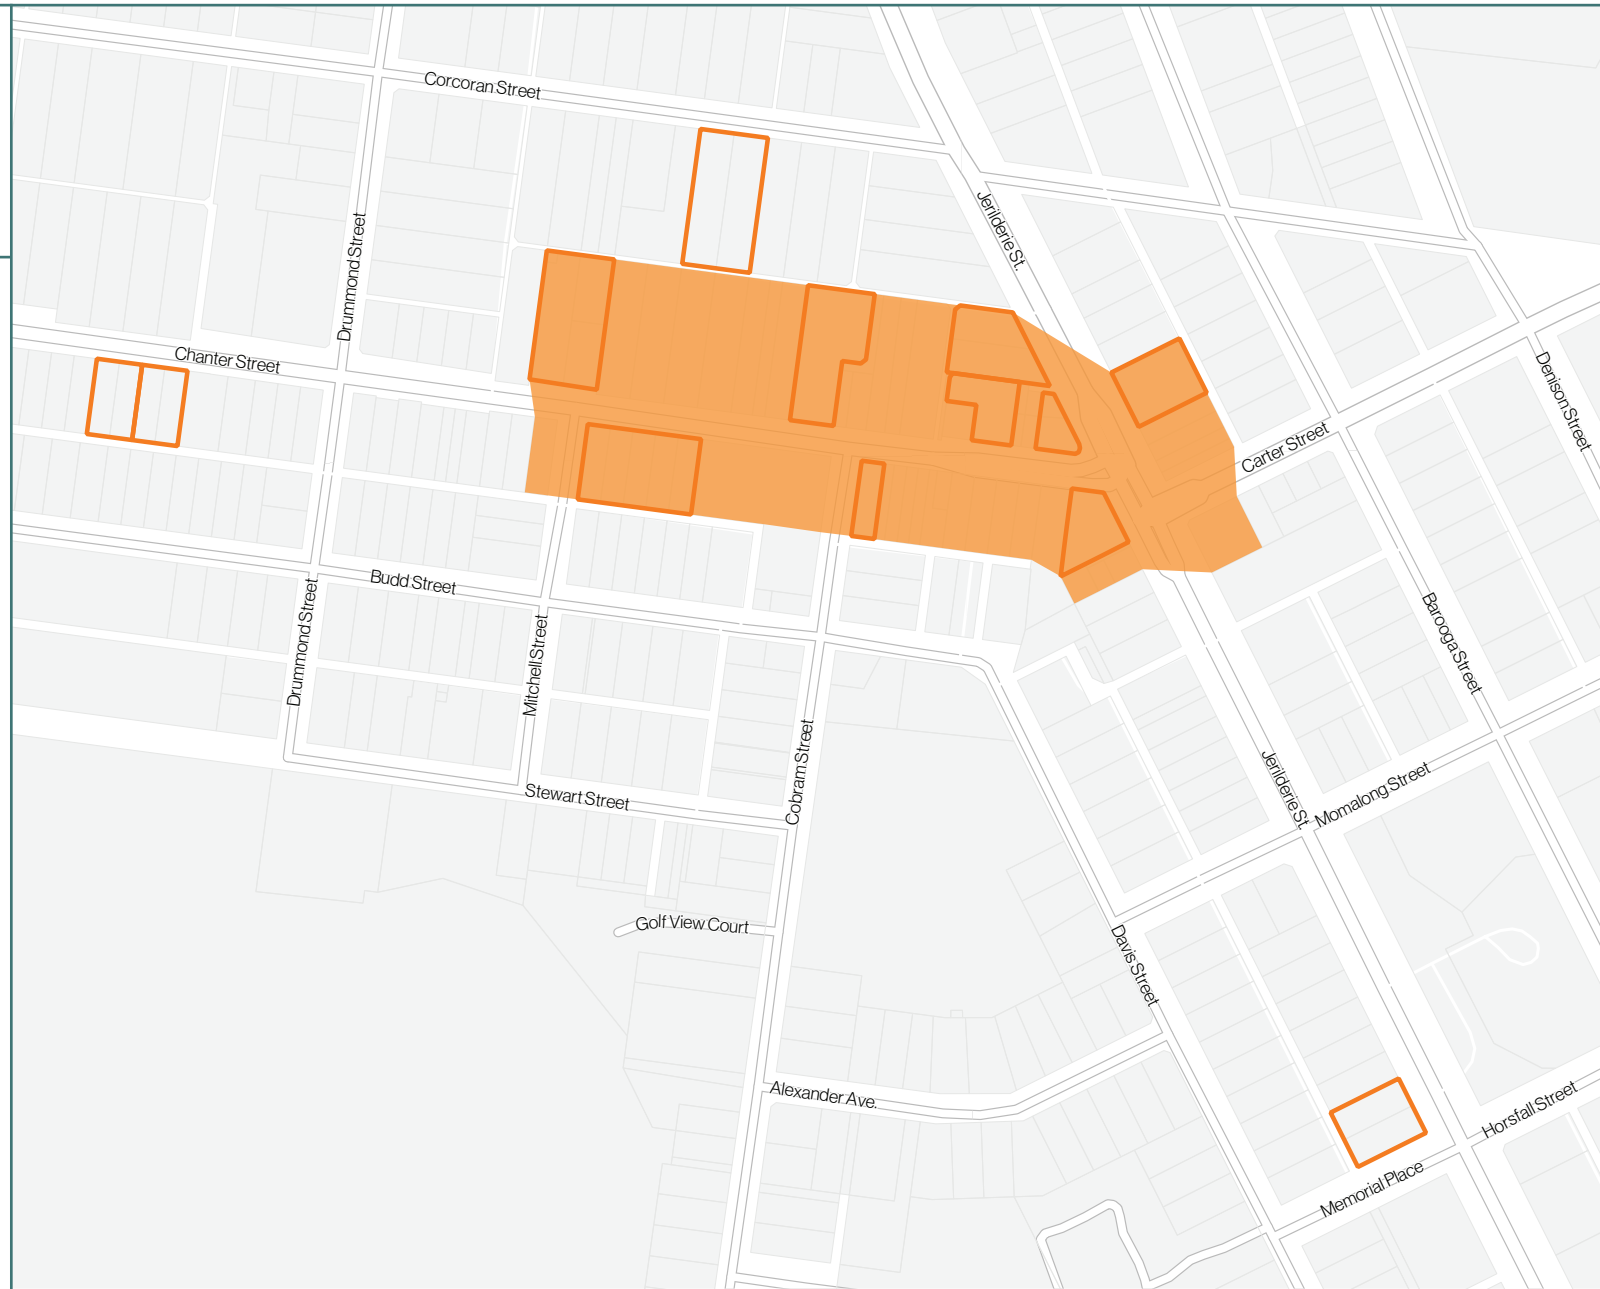 Corcoran Street
Jerilderie St.
Drummond Street
Chanter Street
Denison Street
Carter Street
Budd Street
Drummond Street
Mitchell Street
Barooga Street
Cobram Street
Jerilderie St.
Momalong Street
Stewart Street
Golf View Court
Davis Street
Alexander Ave.
Horsfall Street
Memorial Place